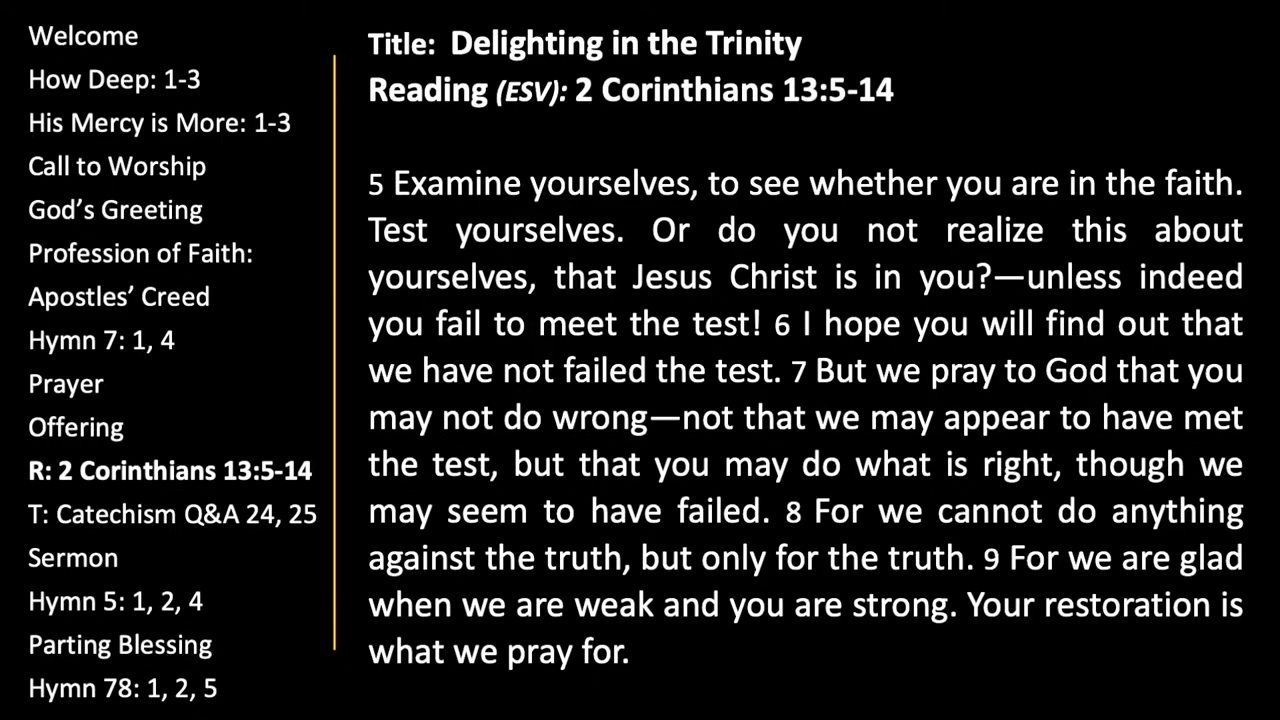 Welcome
How Deep: 1-3
His Mercy is More: 1-3
Call to Worship
God’s Greeting
Profession of Faith:
Apostles’ Creed
Hymn 7: 1, 4
Prayer
Offering
R: 2 Corinthians 13:5-14
T: Catechism Q&A 24, 25
Sermon
Hymn 5: 1, 2, 4
Parting Blessing
Hymn 78: 1, 2, 5
Title: Delighting in the Trinity
Reading (ESV): 2 Corinthians 13:5-14
5 Examine yourselves, to see whether you are in the faith.
Test yourselves. Or do you not realize this about
yourselves, that Jesus Christ is in you?—unless indeed
you fail to meet the test! 6 I hope you will find out that
we have not failed the test. 7 But we pray to God that you
may not do wrong—not that we may appear to have met
the test, but that you may do what is right, though we
may seem to have failed. 8 For we cannot do anything
against the truth, but only for the truth. 9 For we are glad
when we are weak and you are strong. Your restoration is
what we pray for.